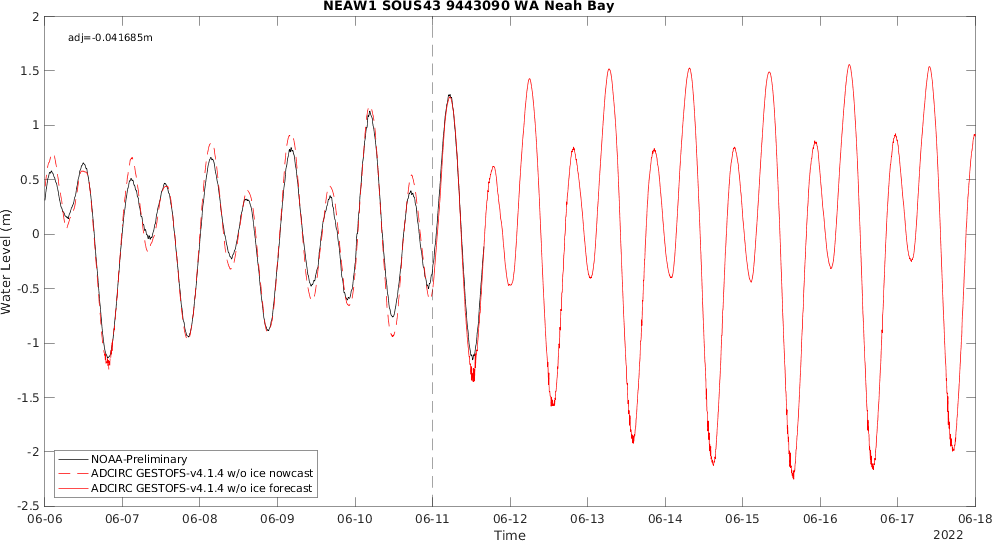 NEAW1 SOUS43 9443090 WA Neah Bay
adj=-0.041685m
2
1.5
1
0.5
0
-0.5
-1
-1.5
-2
-2.5
Water Level (m)
NOAA-Preliminary
ADCIRC GESTOFS-v4.1.4 w/o ice nowcast
ADCIRC GESTOFS-v4.1.4 w/o ice forecast
06-06 06-07 06-08 06-09 06-10 06-11 06-12 06-13 06-14 06-15 06-16 06-17 06-18
Time
2022